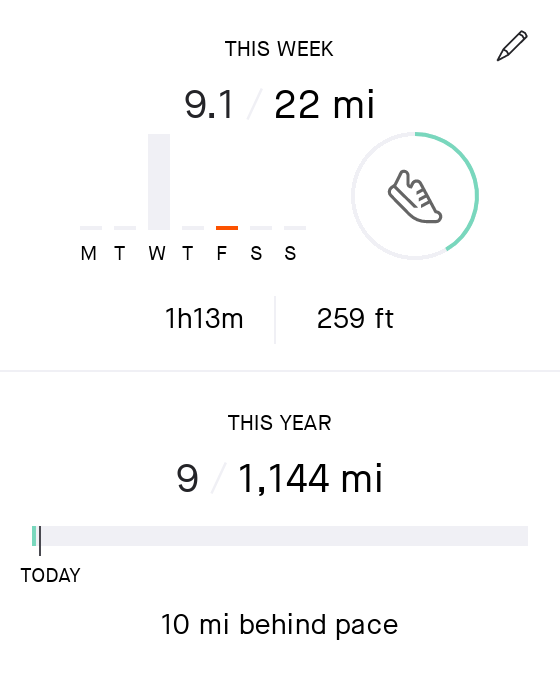 THIS WEEK
9.1 / 22 mi
M T W T F S S
1h13m 259 ft
THIS YEAR
9 / 1,144 mi
TODAY
10 mi behind pace